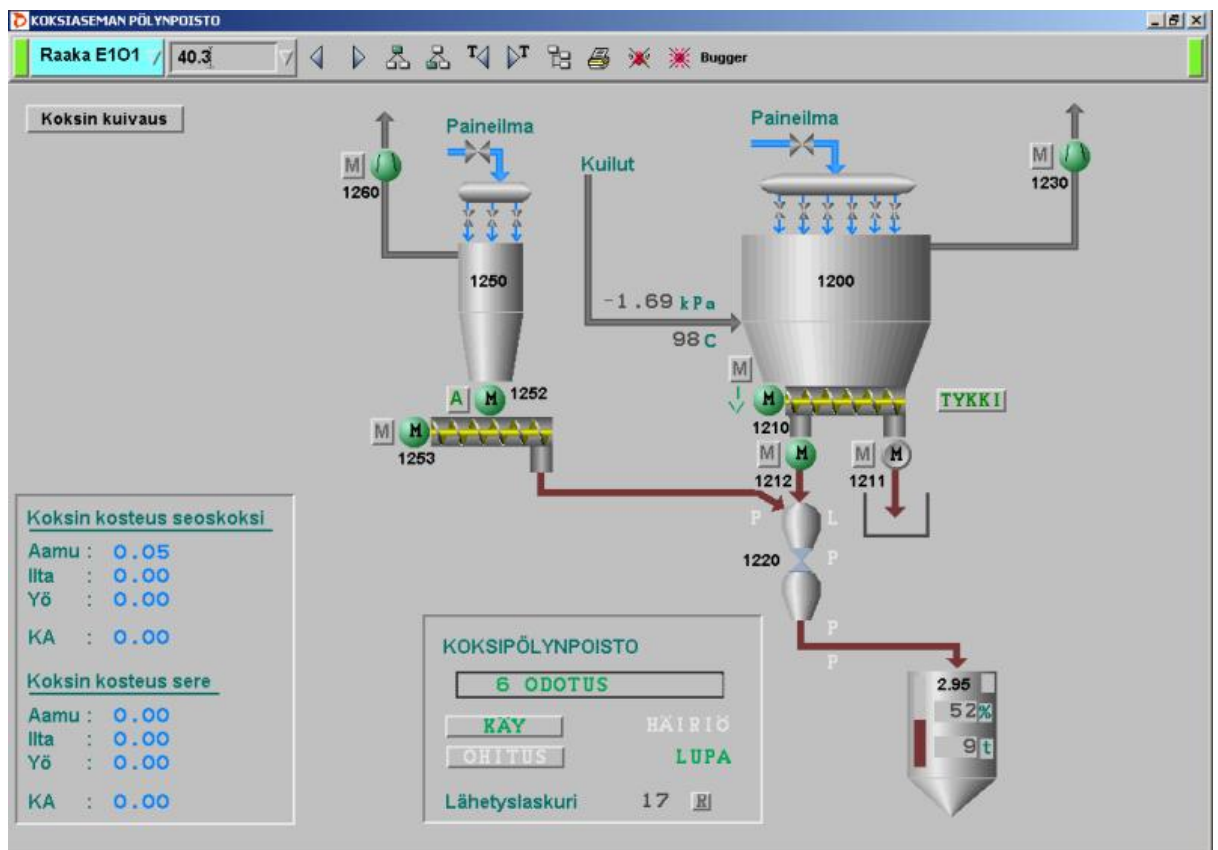 KOKSIASEMAN PÖLYNPOISTO
Raaka E1O1 40.3 T T Bugger
Koksin kuivaus
Paineilma
Paineilma
Kuilut
M
1260
M
1230
1250
1200
-1.69 kPa
98 C
M
A M 1252
M TYKKI
1210
M M
1253
M M M M
1212 1211
P L
1220 P
P
P
Koksin kosteus seoskoksi
Aamu : 0.05
Ilta : 0.00
Yö : 0.00
KA : 0.00
Koksin kosteus sere
Aamu : 0.00
Ilta : 0.00
Yö : 0.00
KA : 0.00
KOKSIPÖLYNPOISTO
6 ODOTUS
KÄY HÄIRIÖ
OHITUS LUPA
Lähetyslaskuri 17 R
2.95
52 %
9 t